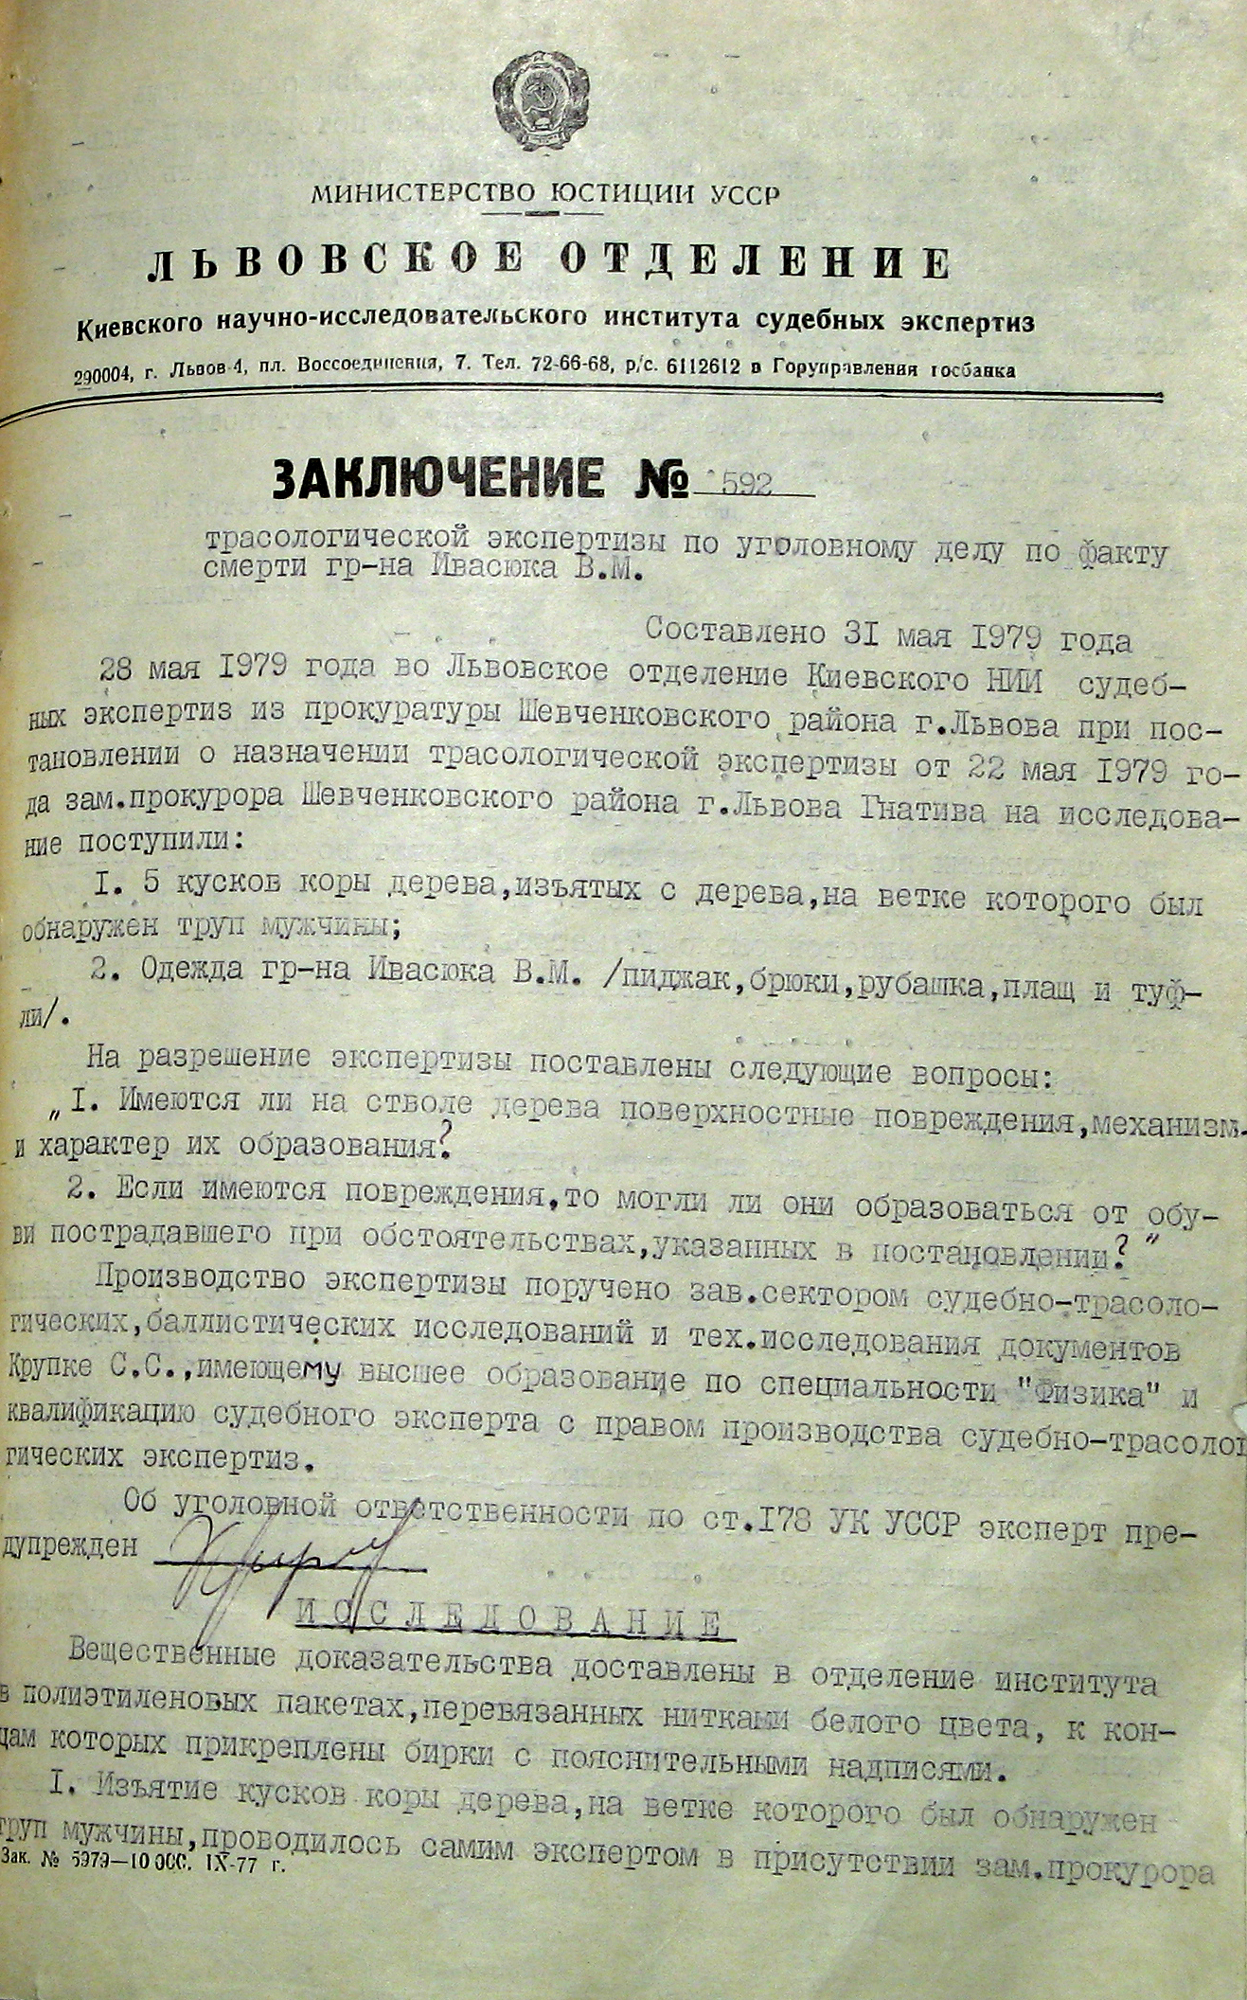 МИНИСТЕРСТВО ЮСТИЦИИ УССР
ЛЬВОВСКОЕ ОТДЕЛЕНИЕ
Киевского научно-исследовательского института судебных экспертиз
290004, г. Львов-4, пл. Воссоединения, 7. Тел. 72-66-68, р/с. 6112612 в Горуправления госбанка
ЗАКЛЮЧЕНИЕ № 592
трасологической экспертизы по уголовному делу по факту
смерти гр-на Ивасюка В.М.
Составлено 31 мая 1979 года
28 мая 1979 года во Львовское отделение Киевского НИИ судеб-
ных экспертиз из прокуратуры Шевченковского района г.Львова при пос-
тановлении о назначении трасологической экспертизы от 22 мая 1979 го-
да зам.прокурора Шевченковского района г.Львова Гнатива на исследова-
ние поступили:
1. 5 кусков коры дерева,изъятых с дерева,на ветке которого был
обнаружен труп мужчины;
2. Одежда гр-на Ивасюка В.М. /пиджак,брюки,рубашка,плащ и туф-
ли/.
На разрешение экспертизы поставлены следующие вопросы:
„1. Имеются ли на стволе дерева поверхностные повреждения,механизм
и характер их образования?
2. Если имеются повреждения,то могли ли они образоваться от обу-
ви пострадавшего при обстоятельствах,указанных в постановлении?"
Производство экспертизы поручено зав.сектором судебно-трасоло-
гических,баллистических исследований и тех.исследования документов
Крупке С.С.,имеющему высшее образование по специальности "Физика" и
квалификацию судебного эксперта с правом производства судебно-трасоло
гических экспертиз.
Об уголовной ответственности по ст.178 УК УССР эксперт пре-
дупрежден
ИССЛЕДОВАНИЕ
Вещественные доказательства доставлены в отделение института
в полиэтиленовых пакетах,перевязанных нитками белого цвета, к кон-
цам которых прикреплены бирки с пояснительными надписями.
1. Изъятие кусков коры дерева,на ветке которого был обнаружен
труп мужчины,проводилось самим экспертом в присутствии зам.прокурора
Зак. № 5979—10 000. IX-77 г.